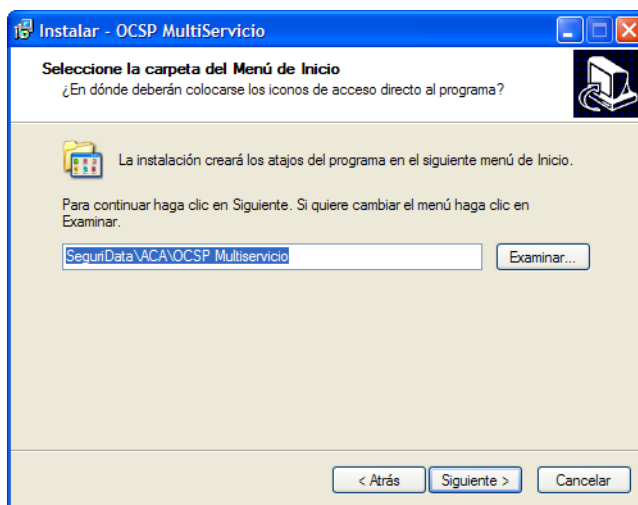 Instalar - OCSP MultiServicio
Seleccione la carpeta del Menú de Inicio
¿En dónde deberán colocarse los iconos de acceso directo al programa?
La instalación creará los atajos del programa en el siguiente menú de Inicio.
Para continuar haga clic en Siguiente. Si quiere cambiar el menú haga clic en
Examinar.
SeguriData\ACA\OCSP Multiservicio
Examinar...
< Atrás
Siguiente >
Cancelar